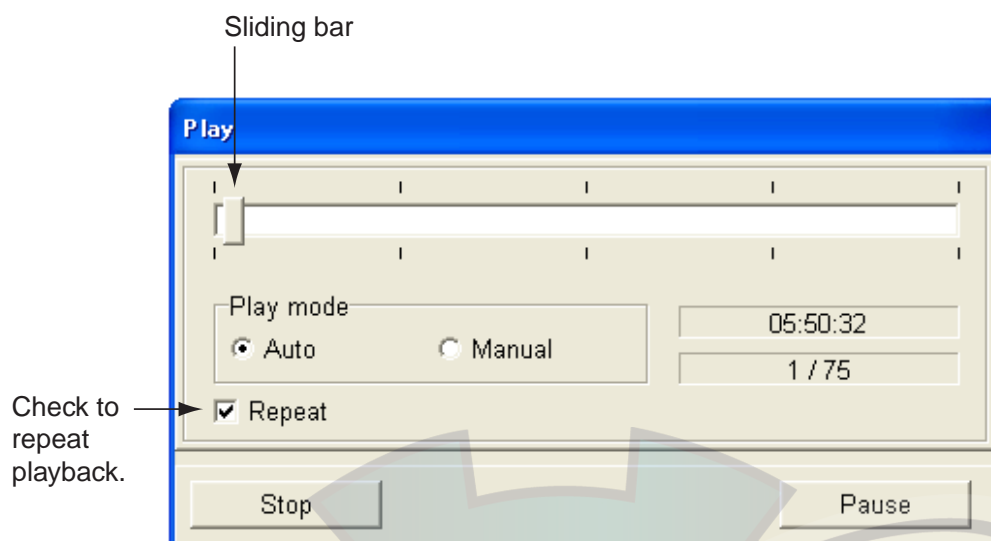 Sliding bar
Play
Play mode
Auto
Manual
05:50:32
1 / 75
Check to
repeat
playback.
Repeat
Stop
Pause